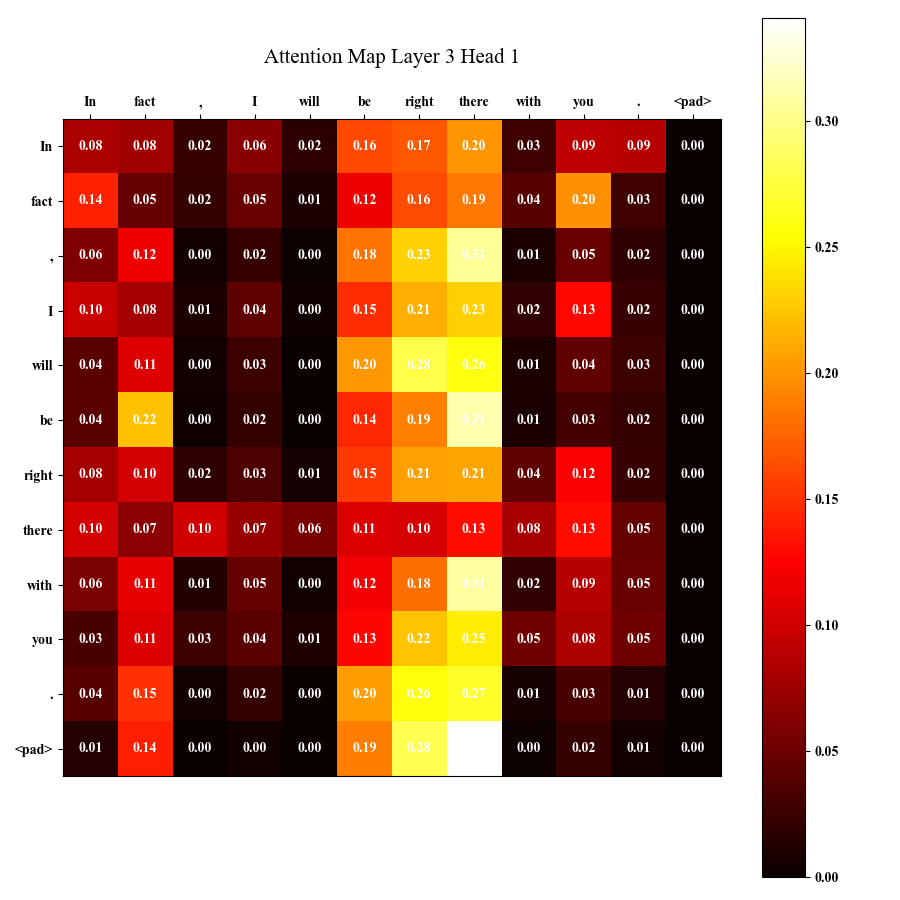 Attention Map Layer 3 Head 1
In fact , I will be right there with you . <pad>
In 0.08 0.08 0.02 0.06 0.02 0.16 0.17 0.20 0.03 0.09 0.09 0.00
fact 0.14 0.05 0.02 0.05 0.01 0.12 0.16 0.19 0.04 0.20 0.03 0.00
, 0.06 0.12 0.00 0.02 0.00 0.18 0.23 0.31 0.01 0.05 0.02 0.00
I 0.10 0.08 0.01 0.04 0.00 0.15 0.21 0.23 0.02 0.13 0.02 0.00
will 0.04 0.11 0.00 0.03 0.00 0.20 0.28 0.26 0.01 0.04 0.03 0.00
be 0.04 0.22 0.00 0.02 0.00 0.14 0.19 0.31 0.01 0.03 0.02 0.00
right 0.08 0.10 0.02 0.03 0.01 0.15 0.21 0.21 0.04 0.12 0.02 0.00
there 0.10 0.07 0.10 0.07 0.06 0.11 0.10 0.13 0.08 0.13 0.05 0.00
with 0.06 0.11 0.01 0.05 0.00 0.12 0.18 0.31 0.02 0.09 0.05 0.00
you 0.03 0.11 0.03 0.04 0.01 0.13 0.22 0.25 0.05 0.08 0.05 0.00
. 0.04 0.15 0.00 0.02 0.00 0.20 0.26 0.27 0.01 0.03 0.01 0.00
<pad> 0.01 0.14 0.00 0.00 0.00 0.19 0.28 0.00 0.02 0.01 0.00
0.30
0.25
0.20
0.15
0.10
0.05
0.00